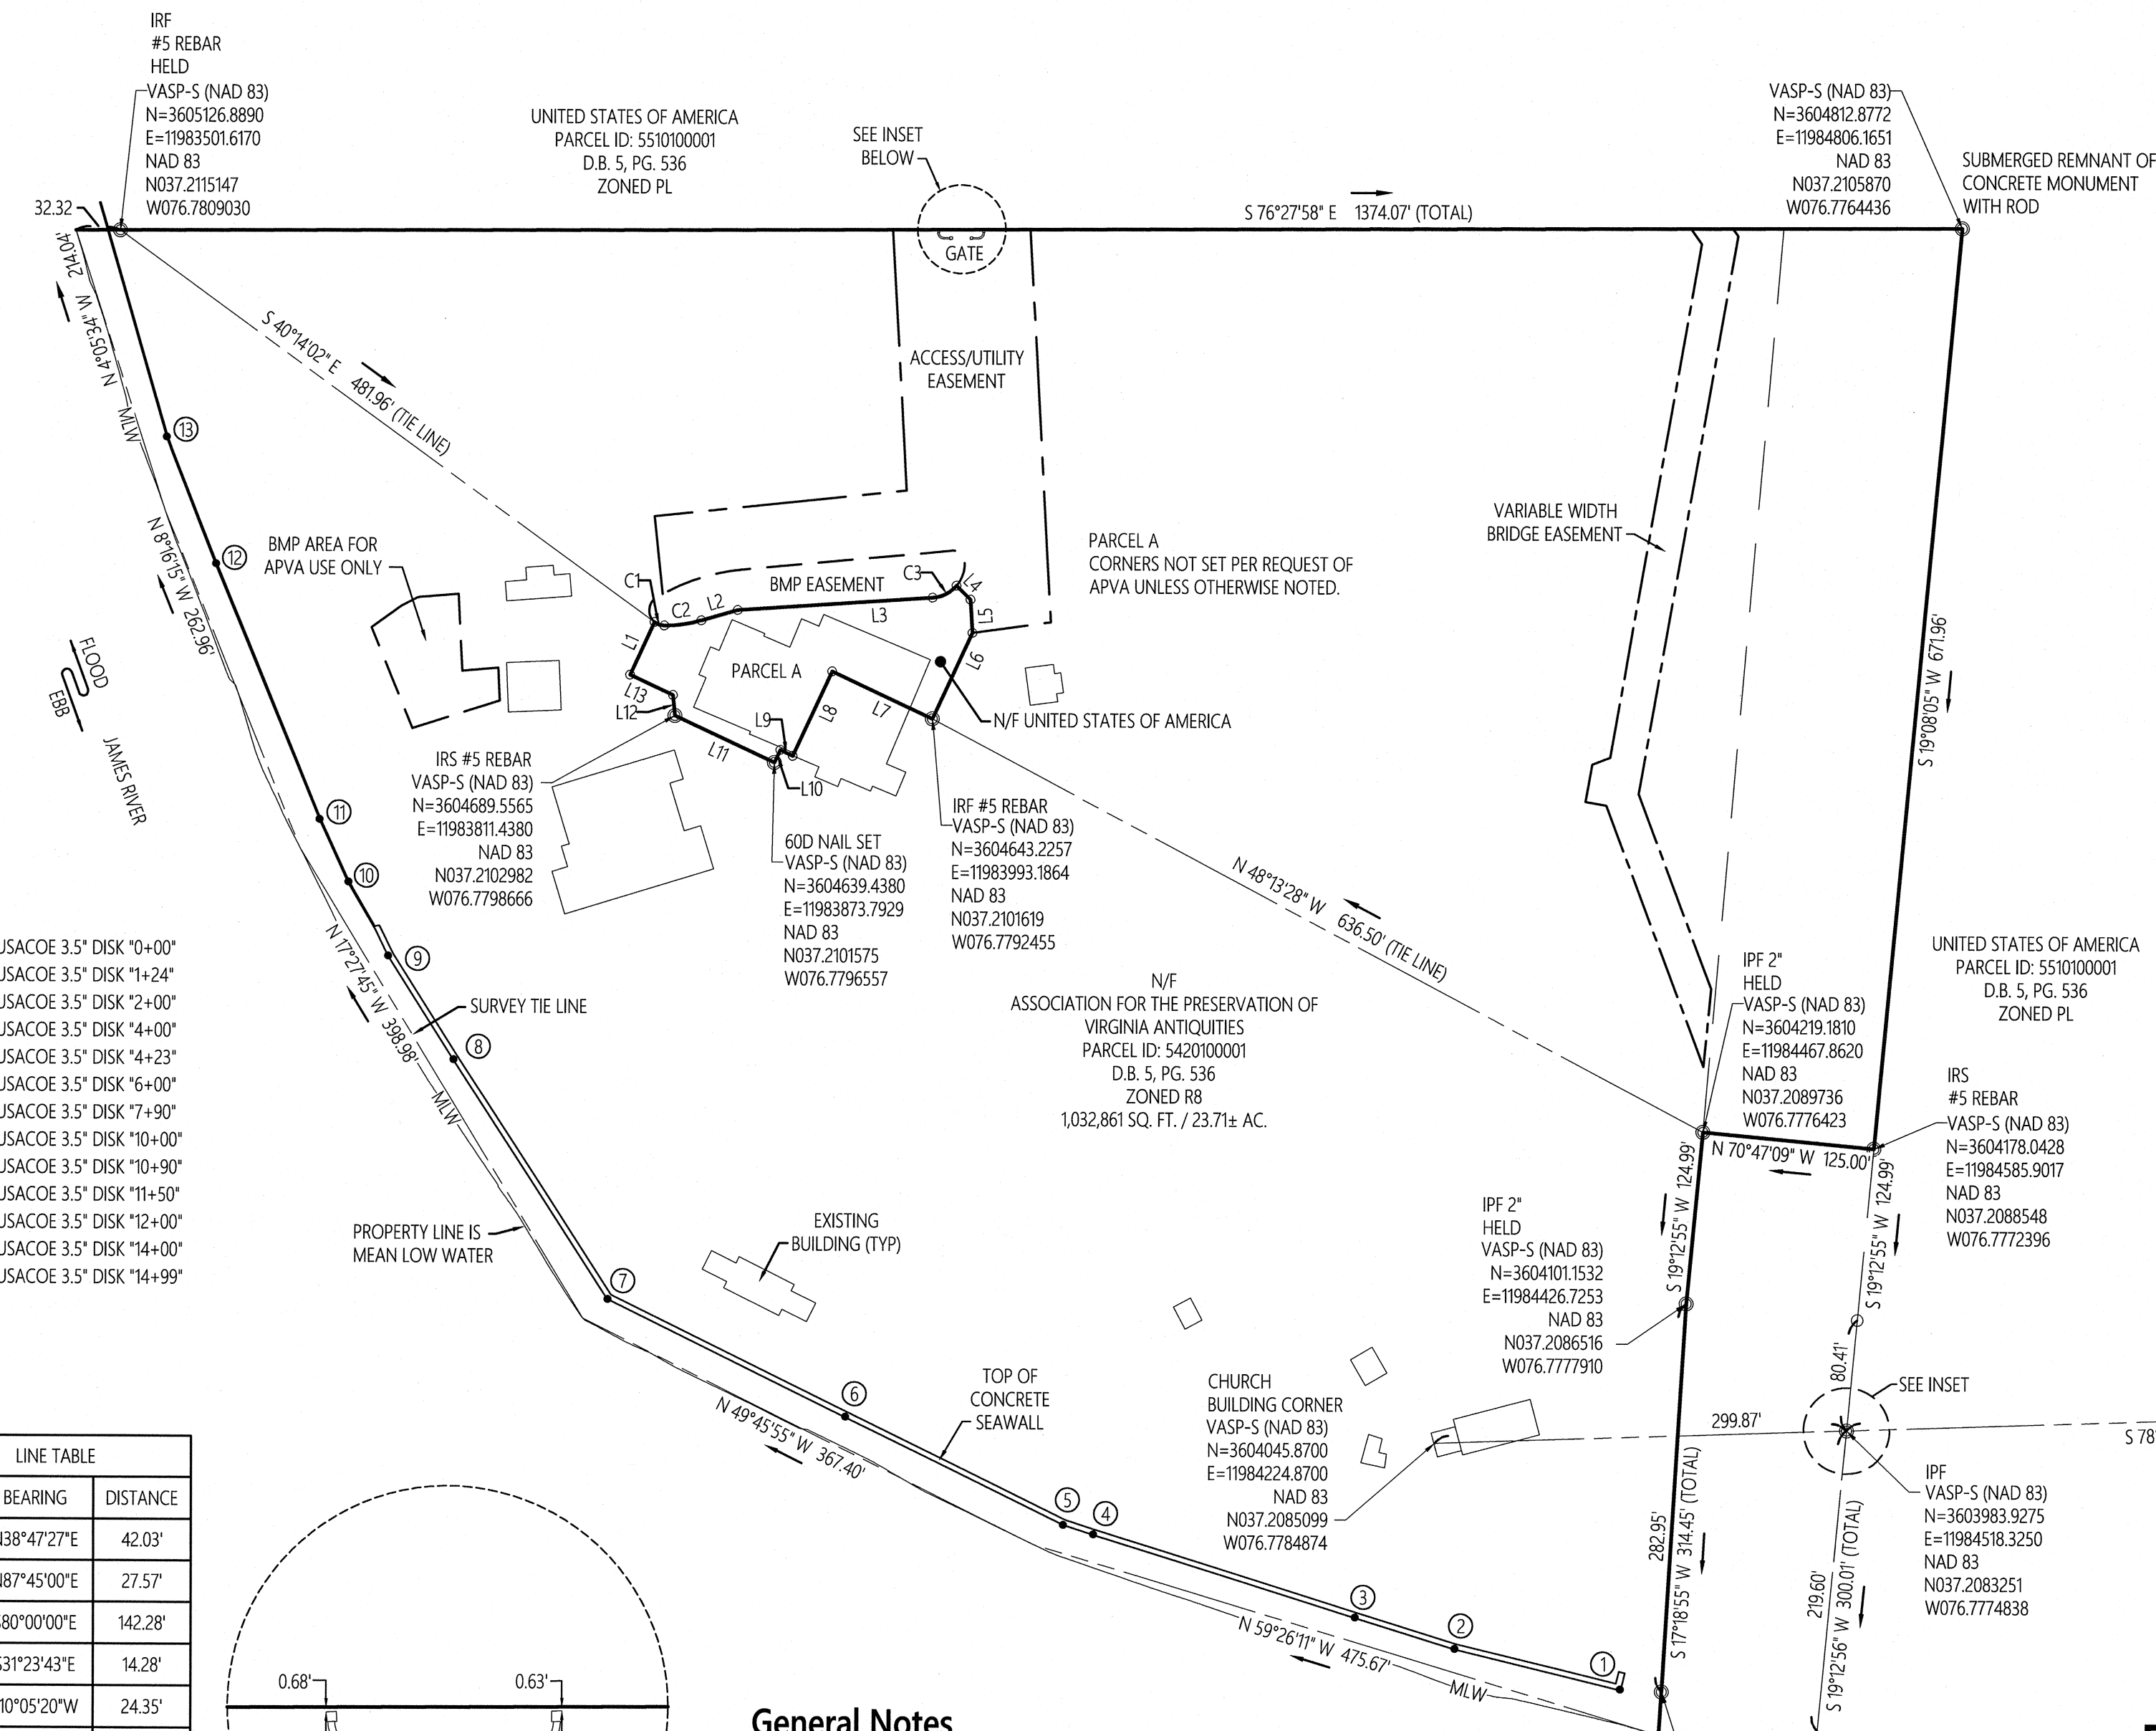 IRF
#5 REBAR
HELD
VASP-S (NAD 83)
N=3605126.8890
E=11983501.6170
NAD 83
N037.2115147
W076.7809030
32.32
UNITED STATES OF AMERICA
PARCEL ID: 5510100001
D.B. 5, PG. 536
ZONED PL
SEE INSET
BELOW
GATE
S 76°27'58" E 1374.07' (TOTAL)
VASP-S (NAD 83)
N=3604812.8772
E=11984806.1651
NAD 83
N037.2105870
W076.7764436
SUBMERGED REMNANT OF
CONCRETE MONUMENT
WITH ROD
N 4°05'34" W 214.04'
MLW
S 40°14'02" E 481.96' (TIE LINE)
ACCESS/UTILITY
EASEMENT
13
12
N 8°16'15" W 262.96'
BMP AREA FOR
APVA USE ONLY
VARIABLE WIDTH
BRIDGE EASEMENT
PARCEL A
CORNERS NOT SET PER REQUEST OF
APVA UNLESS OTHERWISE NOTED.
C1
C2
L2
BMP EASEMENT
C3
L4
L3
L5
L1
PARCEL A
L6
L13
L12
L9
L8
L7
L11
L10
N/F UNITED STATES OF AMERICA
S 19°08'05" W 671.96'
FLOOD
EBB
JAMES RIVER
11
10
9
8
IRS #5 REBAR
VASP-S (NAD 83)
N=3604689.5565
E=11983811.4380
NAD 83
N037.2102982
W076.7798666
60D NAIL SET
VASP-S (NAD 83)
N=3604639.4380
E=11983873.7929
NAD 83
N037.2101575
W076.7796557
IRF #5 REBAR
VASP-S (NAD 83)
N=3604643.2257
E=11983993.1864
NAD 83
N037.2101619
W076.7792455
N 48°13'28" W 636.50' (TIE LINE)
USACOE 3.5" DISK "0+00"
USACOE 3.5" DISK "1+24"
USACOE 3.5" DISK "2+00"
USACOE 3.5" DISK "4+00"
USACOE 3.5" DISK "4+23"
USACOE 3.5" DISK "6+00"
USACOE 3.5" DISK "7+90"
USACOE 3.5" DISK "10+00"
USACOE 3.5" DISK "10+90"
USACOE 3.5" DISK "11+50"
USACOE 3.5" DISK "12+00"
USACOE 3.5" DISK "14+00"
USACOE 3.5" DISK "14+99"
N 17°27'45" W 398.98'
SURVEY TIE LINE
MLW
N/F
ASSOCIATION FOR THE PRESERVATION OF
VIRGINIA ANTIQUITIES
PARCEL ID: 5420100001
D.B. 5, PG. 536
ZONED R8
1,032,861 SQ. FT. / 23.71± AC.
IPF 2"
HELD
VASP-S (NAD 83)
N=3604219.1810
E=11984467.8620
NAD 83
N037.2089736
W076.7776423
UNITED STATES OF AMERICA
PARCEL ID: 5510100001
D.B. 5, PG. 536
ZONED PL
IRS
#5 REBAR
VASP-S (NAD 83)
N=3604178.0428
E=11984585.9017
NAD 83
N037.2088548
W076.7772396
N 70°47'09" W 125.00'
S 19°12'55" W 124.99'
S 19°12'55" W 124.99'
PROPERTY LINE IS
MEAN LOW WATER
7
EXISTING
BUILDING (TYP)
IPF 2"
HELD
VASP-S (NAD 83)
N=3604101.1532
E=11984426.7253
NAD 83
N037.2086516
W076.7777910
80.41'
SEE INSET
299.87'
S 78°
6
N 49°45'55" W 367.40'
TOP OF
CONCRETE
SEAWALL
CHURCH
BUILDING CORNER
VASP-S (NAD 83)
N=3604045.8700
E=11984224.8700
NAD 83
N037.2085099
W076.7784874
IPF
VASP-S (NAD 83)
N=3603983.9275
E=11984518.3250
NAD 83
N037.2083251
W076.7774838
282.95'
S 17°18'55" W 314.45' (TOTAL)
219.60'
S 19°12'56" W 300.01' (TOTAL)
5
4
3
2
1
N 59°26'11" W 475.67'
MLW
LINE TABLE
BEARING DISTANCE
N38°47'27"E 42.03'
N87°45'00"E 27.57'
S80°00'00"E 142.28'
S31°23'43"E 14.28'
10°05'20"W 24.35'
0.68'
0.63'
General Notes